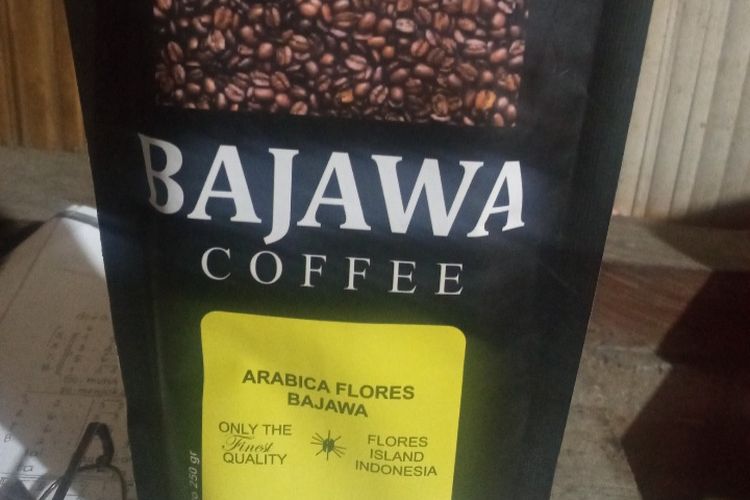 BAJAWA
COFFEE
ARABICA FLORES
BAJAWA
ONLY THE
Finest
QUALITY
FLORES
ISLAND
INDONESIA
250 gr